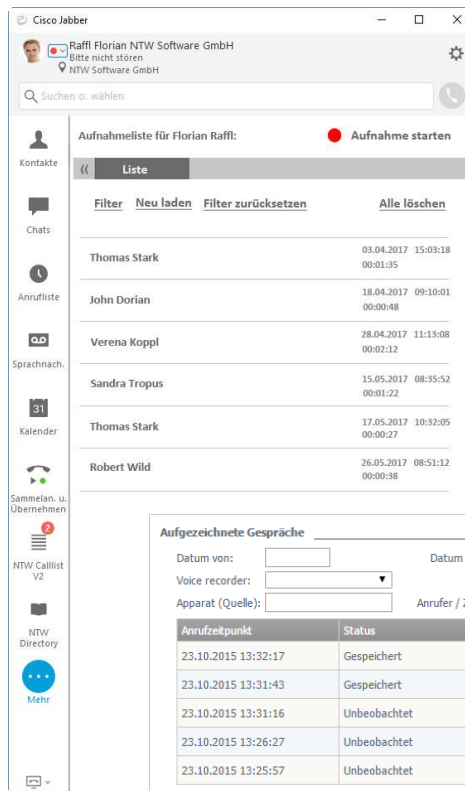 Cisco Jabber
Raffl Florian NTW Software GmbH
Bitte nicht stören
NTW Software GmbH
Suchen o. wählen
Kontakte
Chats
Anrufliste
Sprachnach.
31
Kalender
Sammelan. u.
Übernehmen
2
NTW Calllist
V2
NTW
Directory
Mehr
Aufnahmeliste für Florian Raffl: Aufnahme starten
Liste
Filter Neu laden Filter zurücksetzen Alle löschen
Thomas Stark 03.04.2017 15:03:18
00:01:35
John Dorian 18.04.2017 09:10:01
00:00:48
Verena Koppl 28.04.2017 11:13:08
00:02:12
Sandra Tropus 15.05.2017 08:35:52
00:01:22
Thomas Stark 17.05.2017 10:32:05
00:00:27
Robert Wild 26.05.2017 08:51:12
00:00:38
Aufgezeichnete Gespräche
Datum von: Datum
Voice recorder:
Apparat (Quelle): Anrufer /
Anrufzeitpunkt Status
23.10.2015 13:32:17 Gespeichert
23.10.2015 13:31:43 Gespeichert
23.10.2015 13:31:16 Unbeobachtet
23.10.2015 13:26:27 Unbeobachtet
23.10.2015 13:25:57 Unbeobachtet